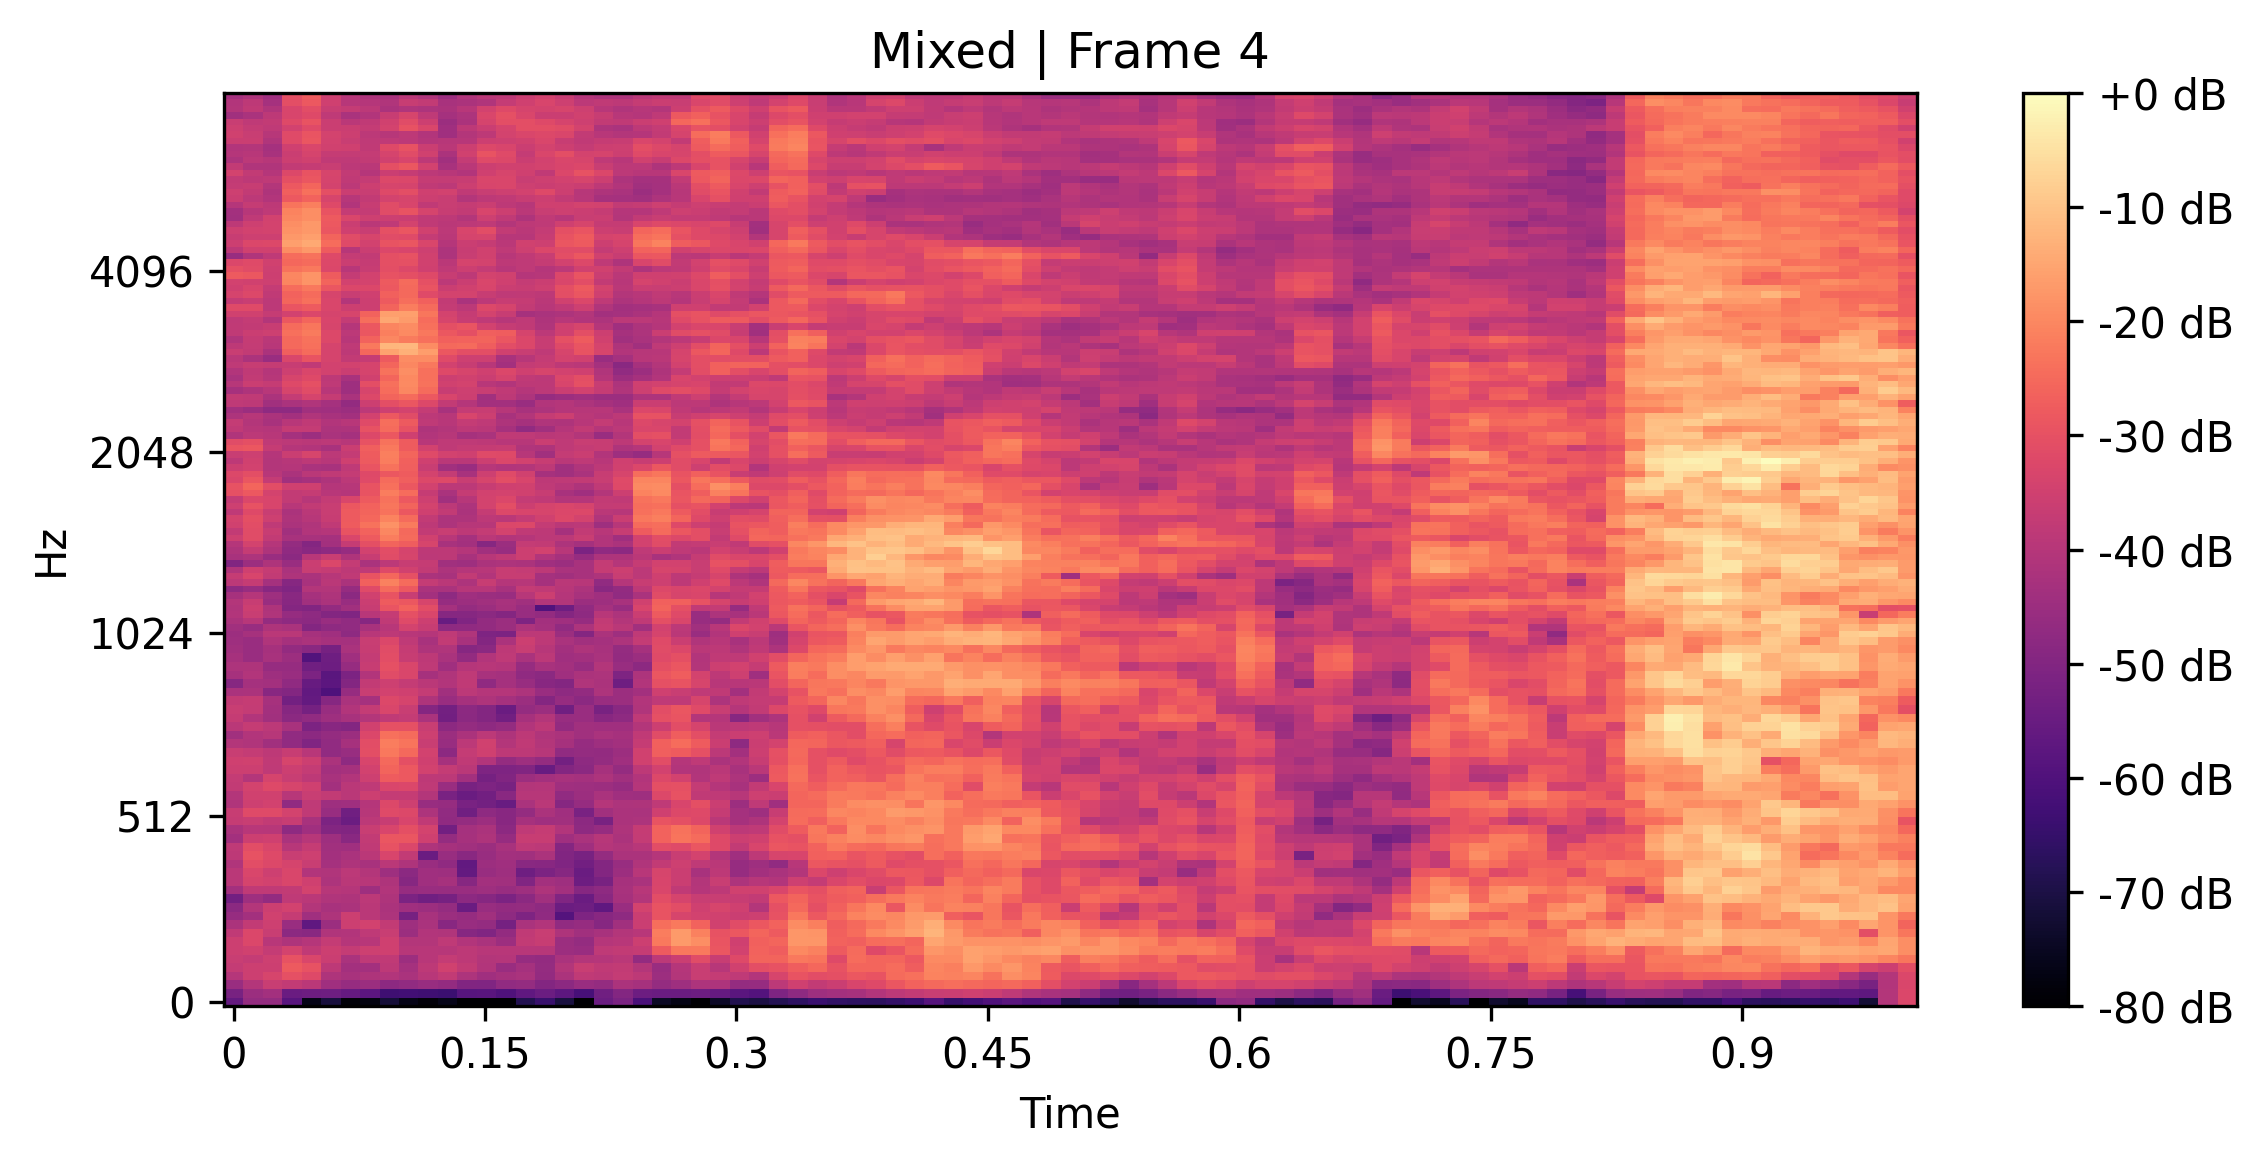 Mixed | Frame 4
Hz
4096
2048
1024
512
0
0 0.15 0.3 0.45 0.6 0.75 0.9
Time
+0 dB
-10 dB
-20 dB
-30 dB
-40 dB
-50 dB
-60 dB
-70 dB
-80 dB